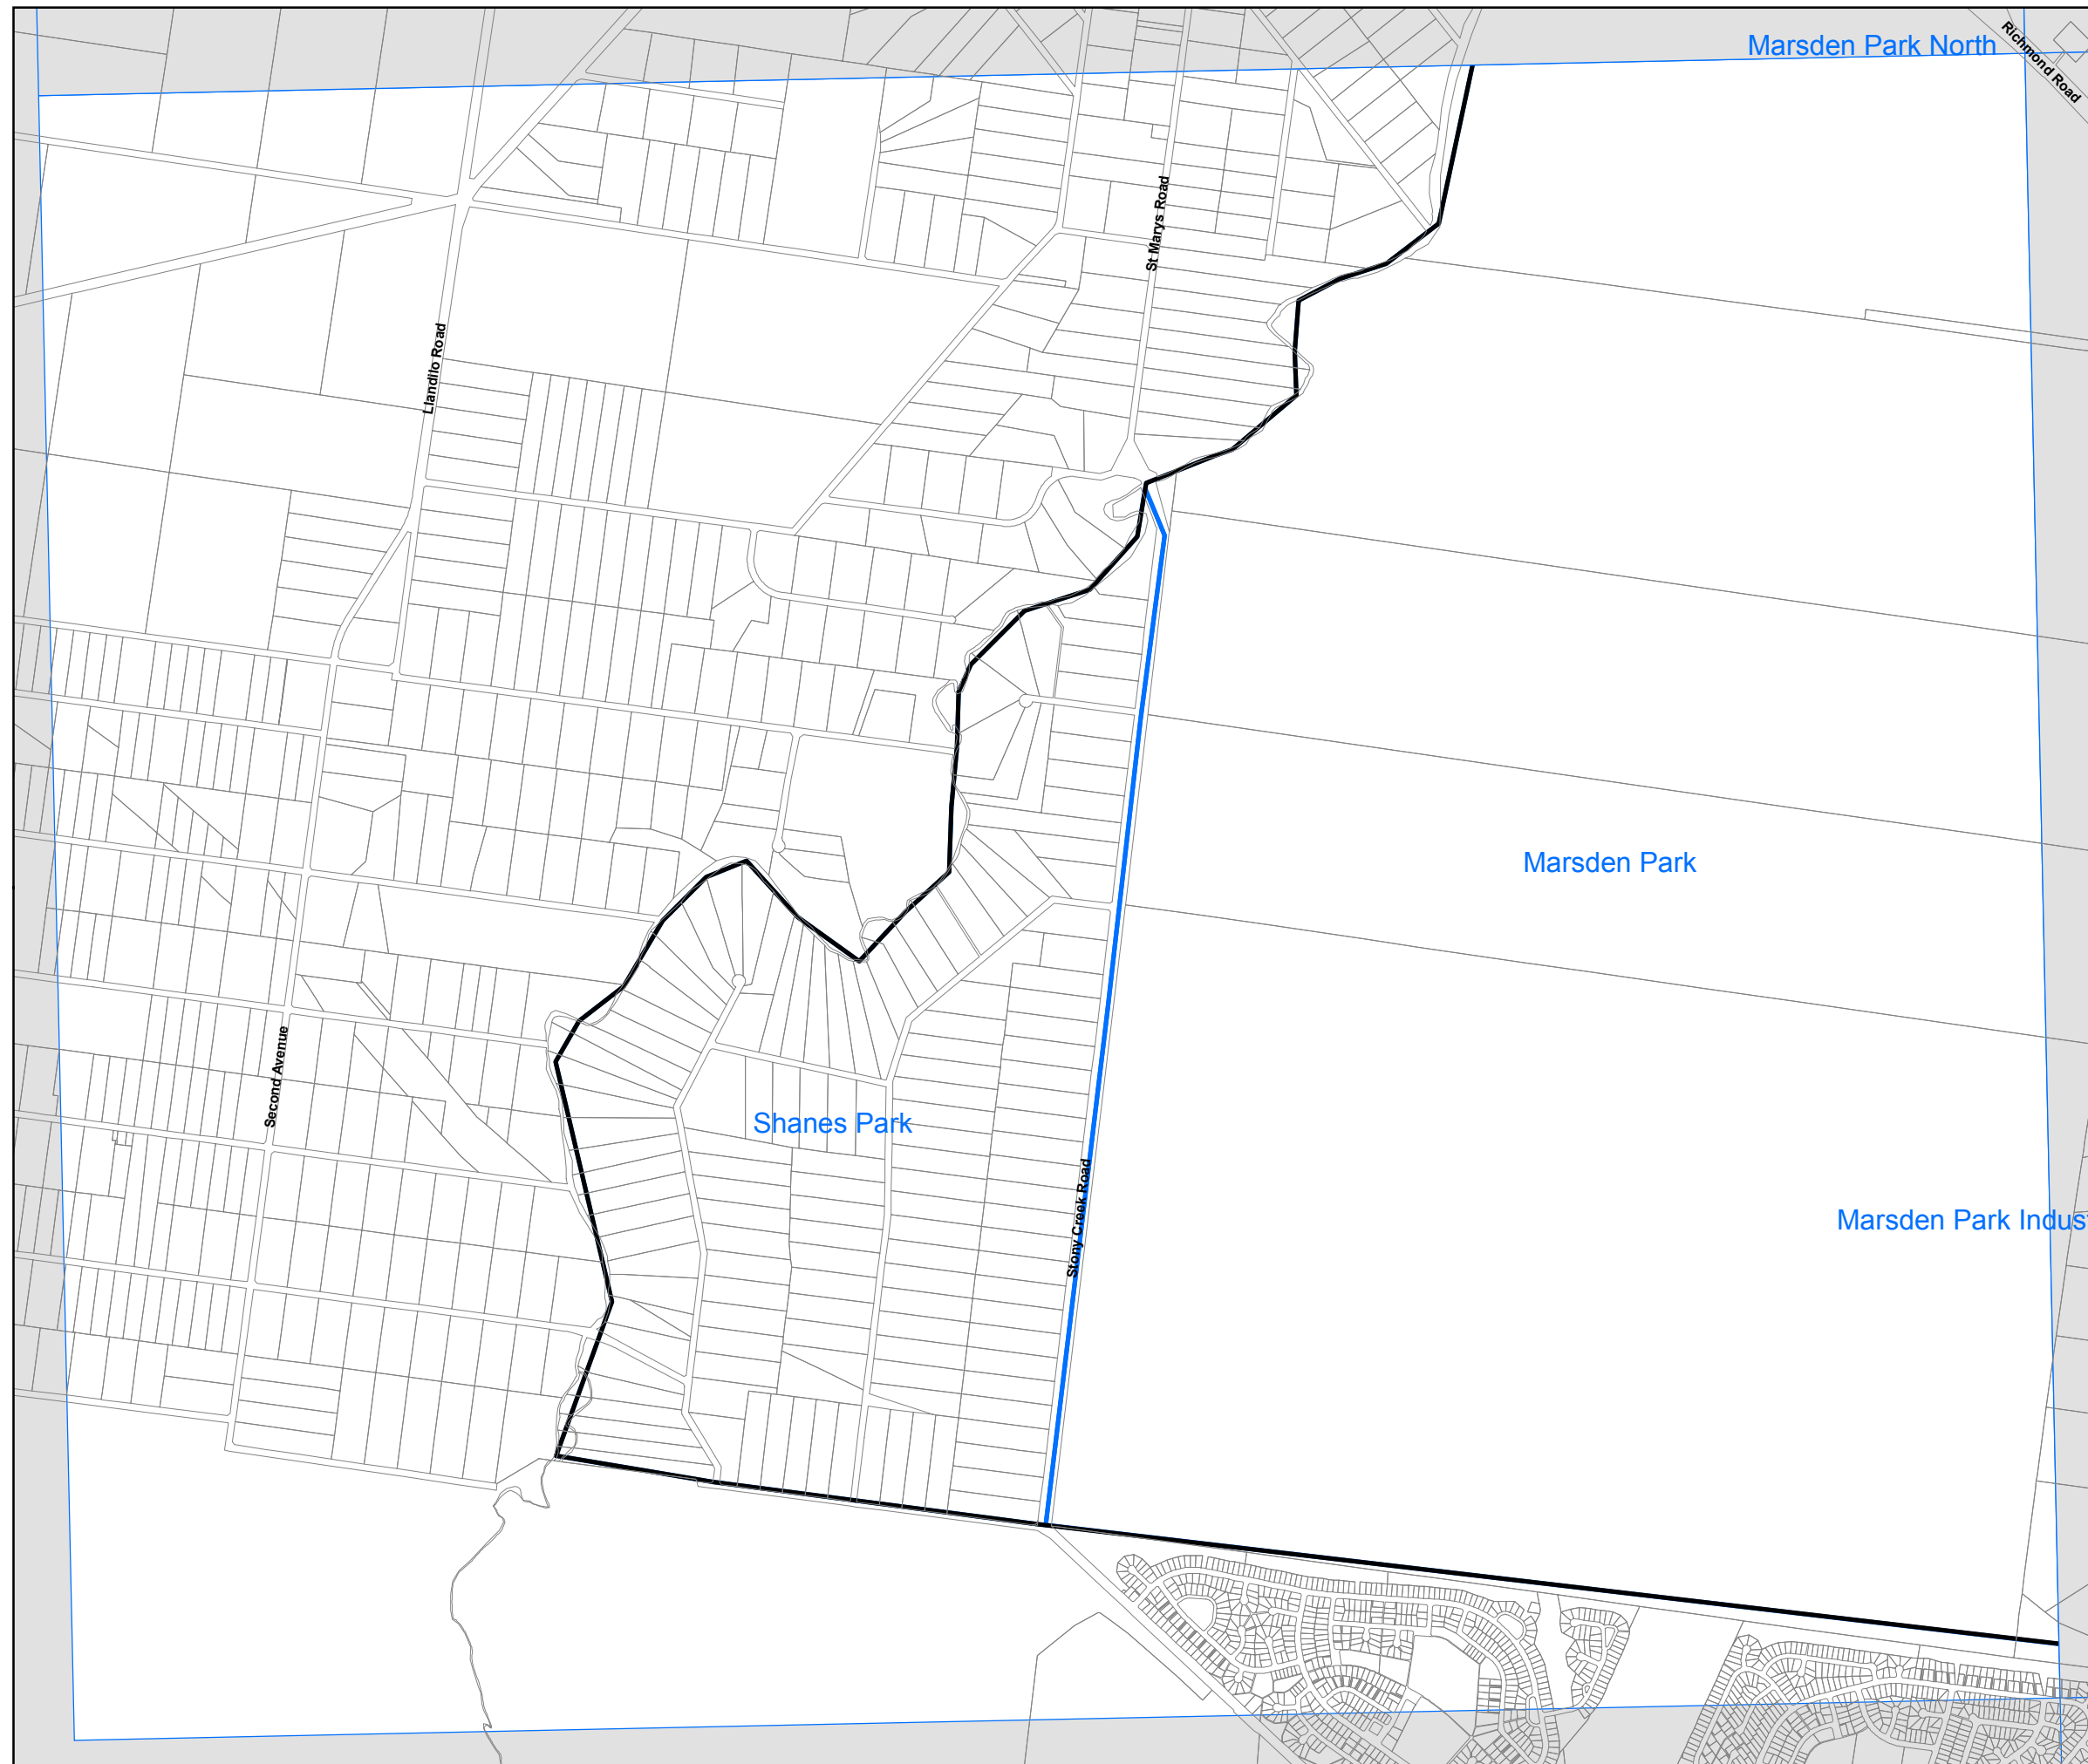 Marsden Park North
Richmond Road
St Marys Road
Llandilo Road
Marsden Park
Second Avenue
Shanes Park
Stony Creek Road
Marsden Park Indus